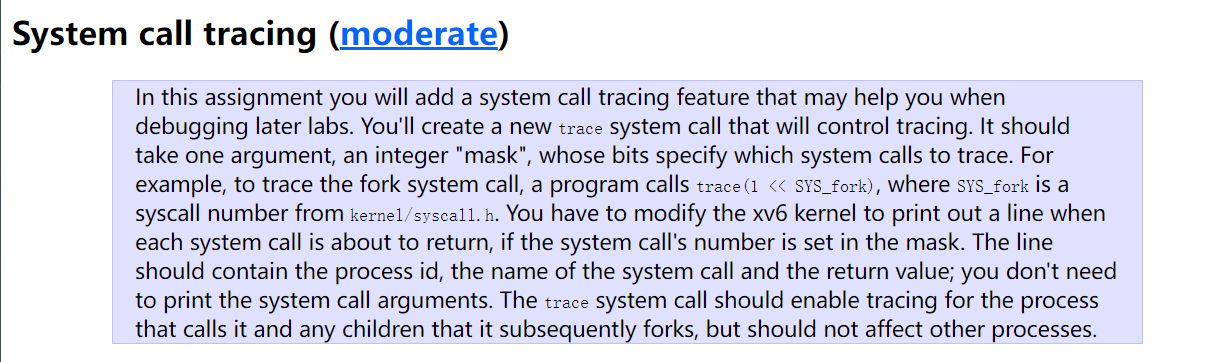 System call tracing (moderate)
In this assignment you will add a system call tracing feature that may help you when
debugging later labs. You'll create a new trace system call that will control tracing. It should
take one argument, an integer "mask", whose bits specify which system calls to trace. For
example, to trace the fork system call, a program calls trace(1 << SYS_fork), where SYS_fork is a
syscall number from kernel/syscall.h. You have to modify the xv6 kernel to print out a line when
each system call is about to return, if the system call's number is set in the mask. The line
should contain the process id, the name of the system call and the return value; you don't need
to print the system call arguments. The trace system call should enable tracing for the process
that calls it and any children that it subsequently forks, but should not affect other processes.